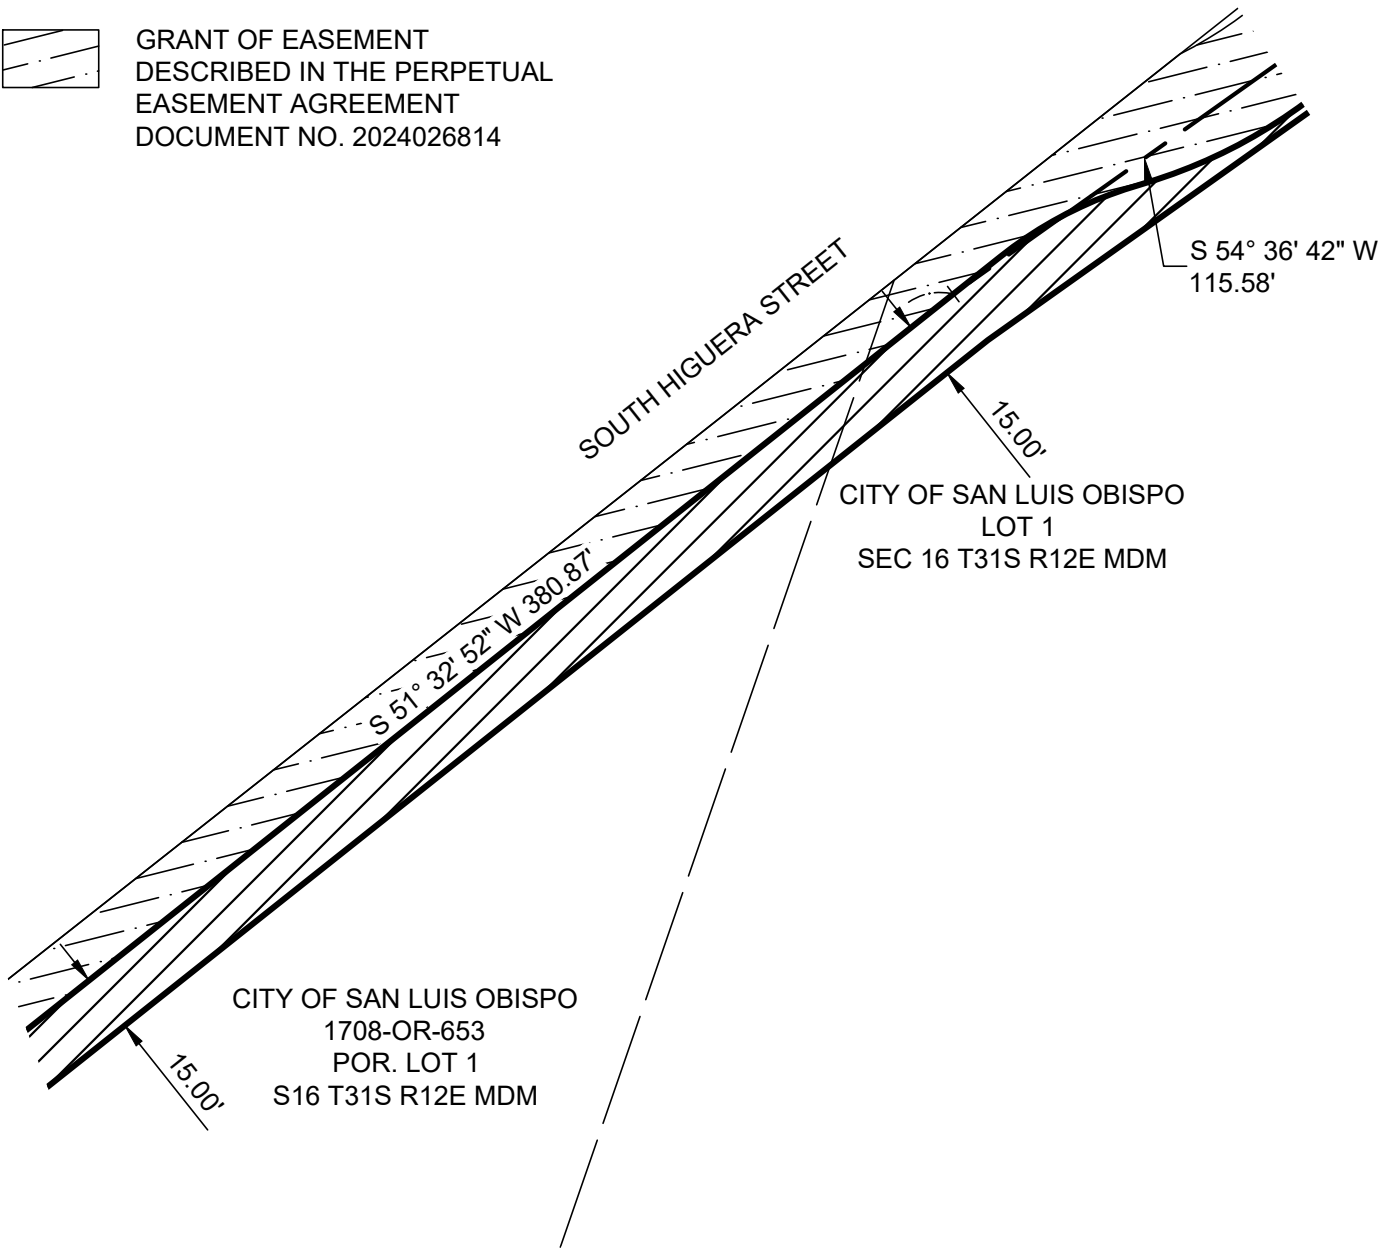 GRANT OF EASEMENT
DESCRIBED IN THE PERPETUAL
EASEMENT AGREEMENT
DOCUMENT NO. 2024026814
S 54° 36' 42" W
115.58'
SOUTH HIGUERA STREET
15.00'
CITY OF SAN LUIS OBISPO
LOT 1
SEC 16 T31S R12E MDM
S 51° 32' 52" W 380.87'
CITY OF SAN LUIS OBISPO
1708-OR-653
POR. LOT 1
S16 T31S R12E MDM
15.00'